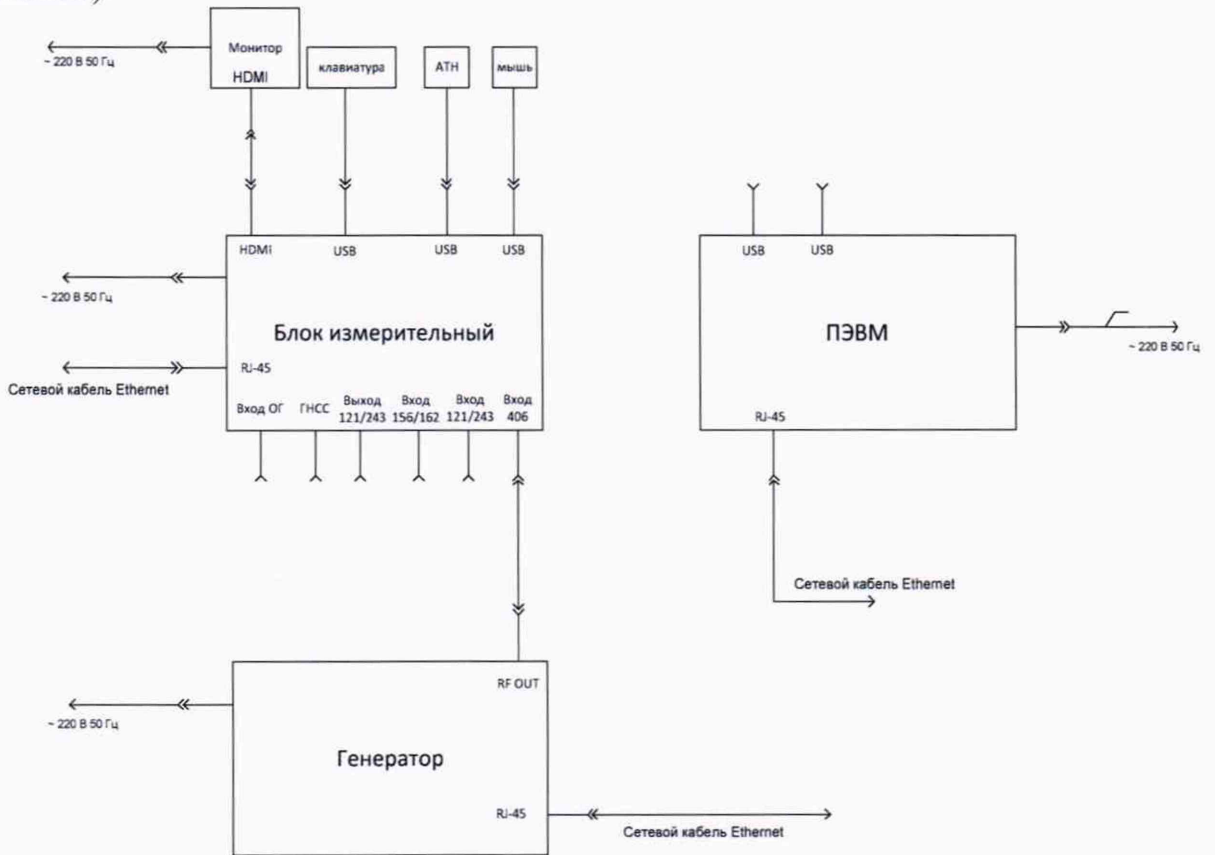 Монитор
HDMI
~ 220 В 50 Гц
клавиатура
АТН
мышь
HDMI
USB
USB
USB
~ 220 В 50 Гц
Блок измерительный
RJ-45
Сетевой кабель Ethernet
Вход ОГ
ГНСС
Выход
121/243
Вход
156/162
Вход
121/243
Вход
406
USB
USB
ПЭВМ
~ 220 В 50 Гц
RJ-45
Сетевой кабель Ethernet
RF OUT
~ 220 В 50 Гц
Генератор
RJ-45
Сетевой кабель Ethernet